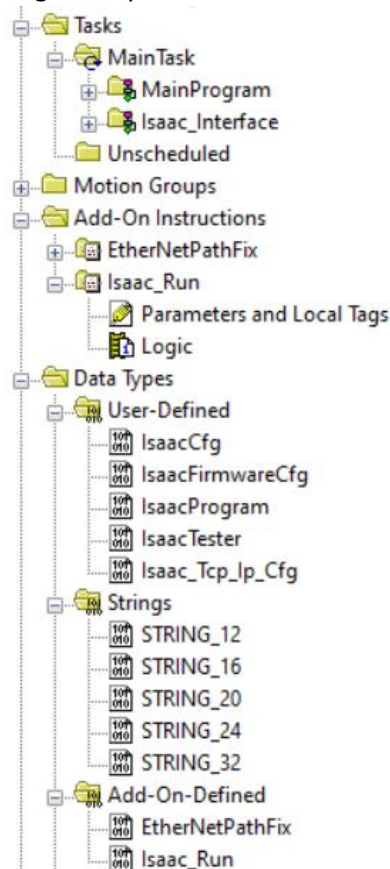 Tasks
MainTask
MainProgram
Isaac_Interface
Unscheduled
Motion Groups
Add-On Instructions
EtherNetPathFix
Isaac_Run
Parameters and Local Tags
Logic
Data Types
User-Defined
IsaacCfg
IsaacFirmwareCfg
IsaacProgram
IsaacTester
Isaac_Tcp_Ip_Cfg
Strings
STRING_12
STRING_16
STRING_20
STRING_24
STRING_32
Add-On-Defined
EtherNetPathFix
Isaac_Run